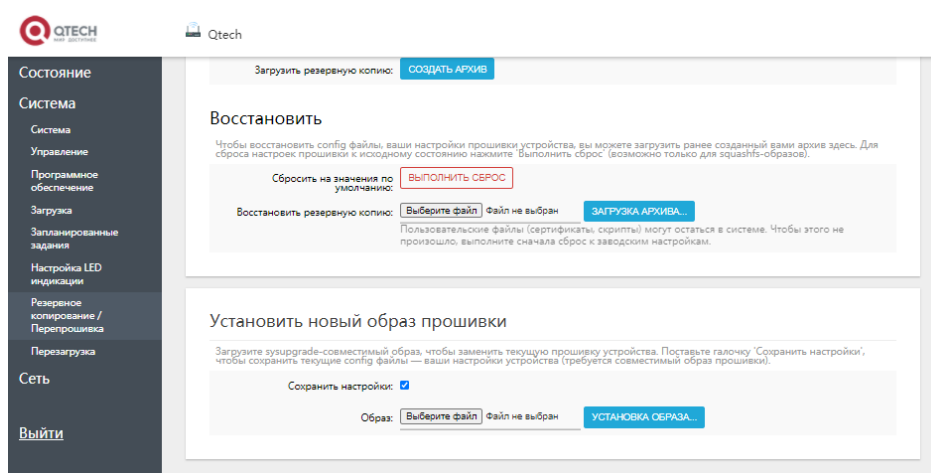 QTECH
МИР ДОСТУПНЕЕ
Qtech
Состояние
Система
Система
Управление
Программное
обеспечение
Загрузка
Запланированные
задания
Настройка LED
индикации
Резервное
копирование /
Перепрошивка
Перезагрузка
Сеть
Выйти
Загрузить резервную копию: СОЗДАТЬ АРХИВ
Восстановить
Чтобы восстановить config файлы, ваши настройки прошивки устройства, вы можете загрузить ранее созданный вами архив здесь. Для
сброса настроек прошивки к исходному состоянию нажмите 'Выполнить сброс' (возможно только для squashfs-образов).
Сбросить на значения по
умолчанию:
ВЫПОЛНИТЬ СБРОС
Восстановить резервную копию: Выберите файл Файл не выбран ЗАГРУЗКА АРХИВА...
Пользовательские файлы (сертификаты, скрипты) могут остаться в системе. Чтобы этого не
произошло, выполните сначала сброс к заводским настройкам.
Установить новый образ прошивки
Загрузите sysupgrade-совместимый образ, чтобы заменить текущую прошивку устройства. Поставьте галочку 'Сохранить настройки',
чтобы сохранить текущие config файлы — ваши настройки устройства (требуется совместимый образ прошивки).
Сохранить настройки:
Образ: Выберите файл Файл не выбран УСТАНОВКА ОБРАЗА...